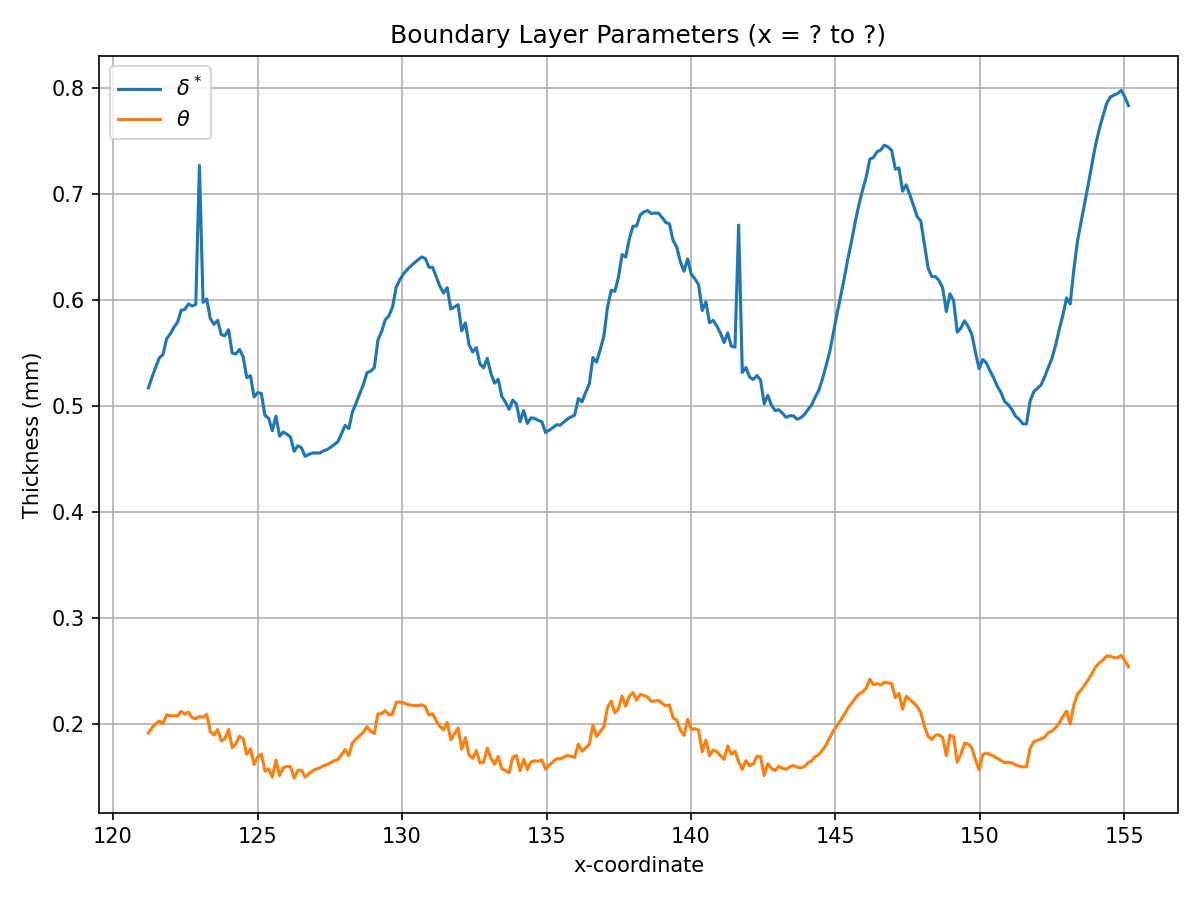 Boundary Layer Parameters (x = ? to ?)
δ*
θ
Thickness (mm)
0.8
0.7
0.6
0.5
0.4
0.3
0.2
120 125 130 135 140 145 150 155
x-coordinate